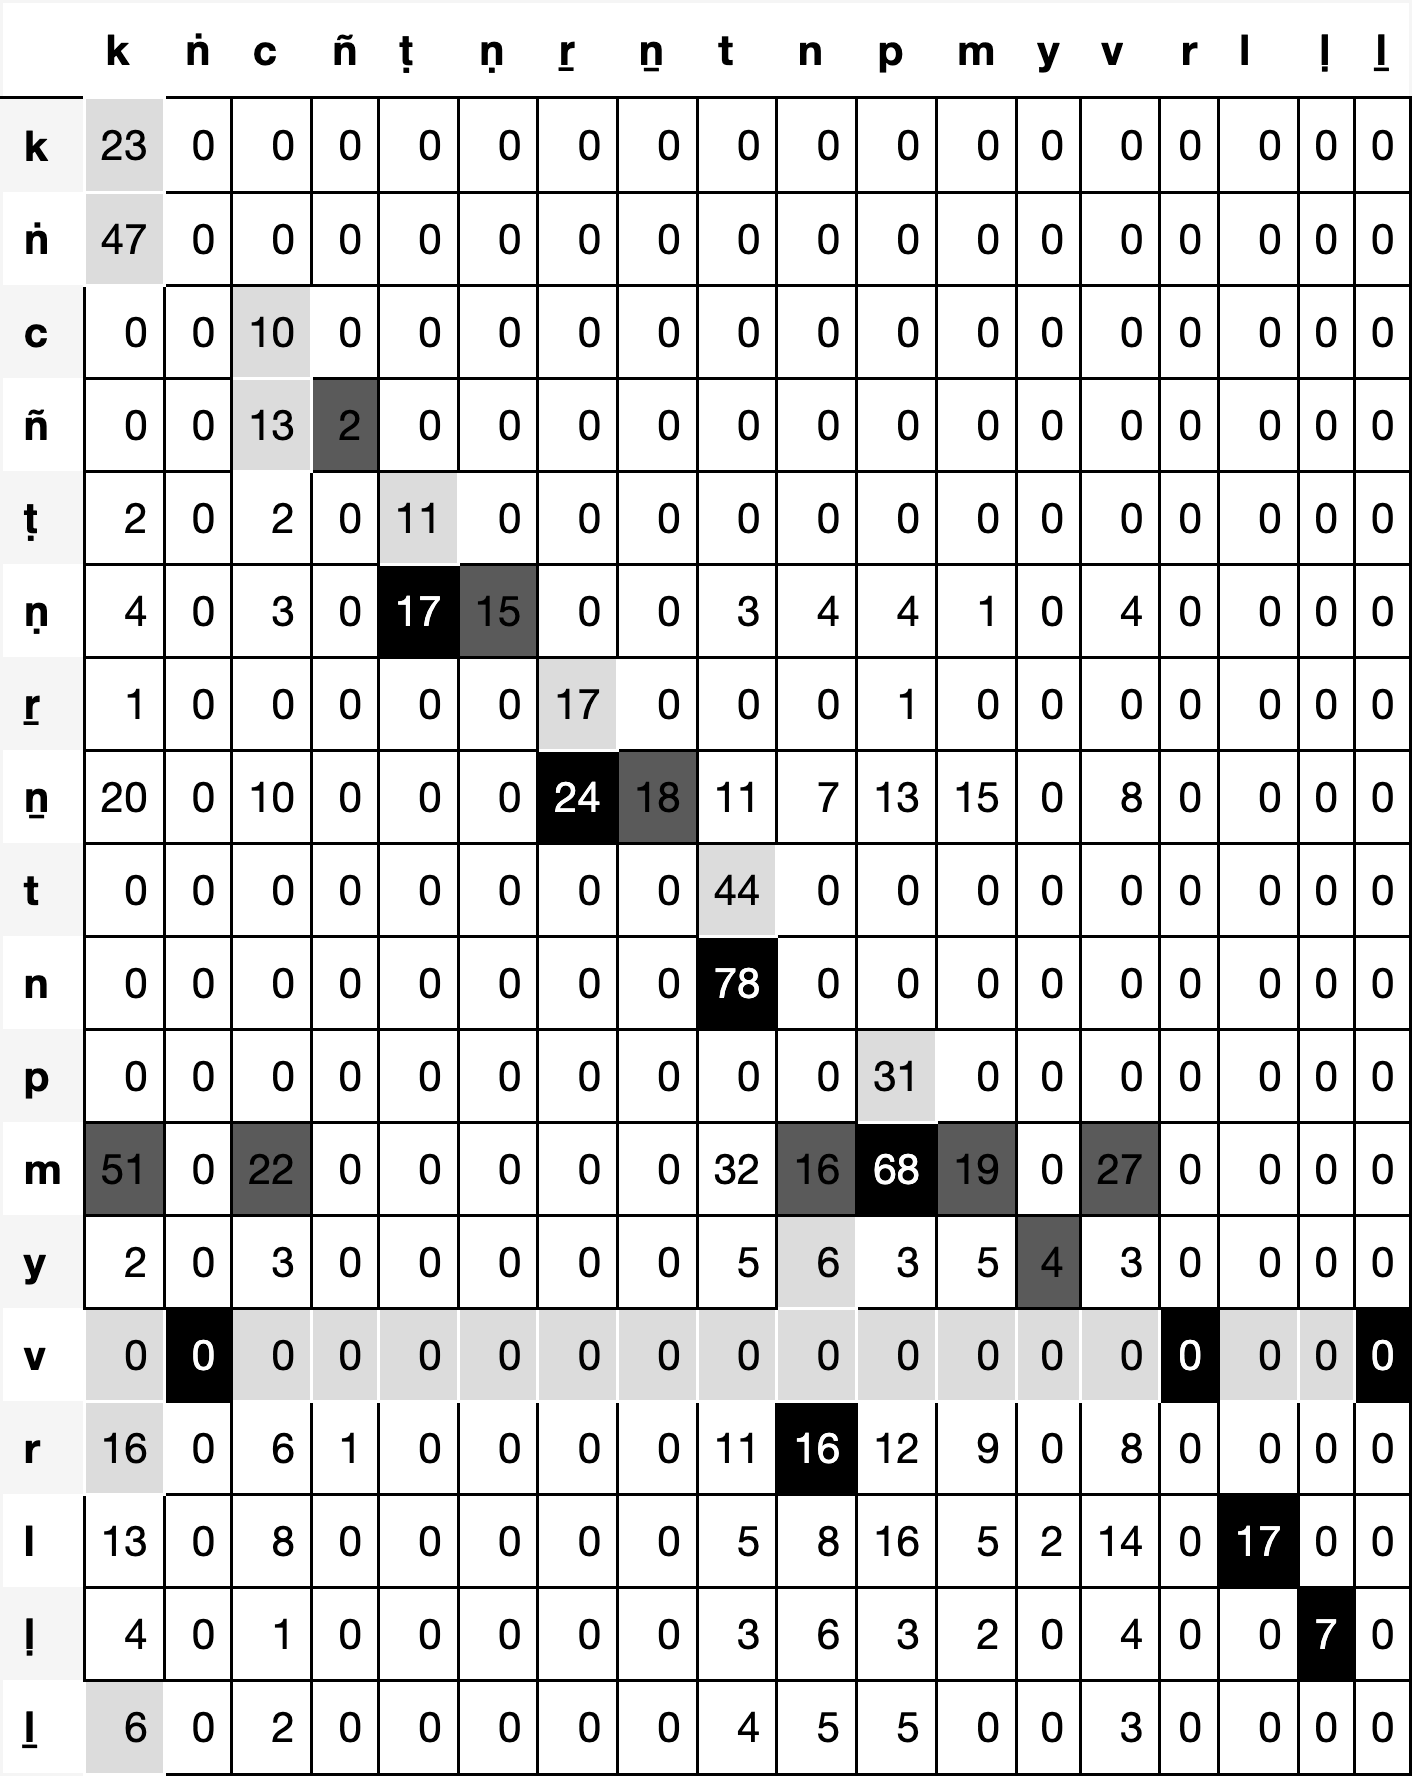 k ṅ c ñ ṭ ṇ ṟ ṉ t n p m y v r l ḷ ḻ
k 23 0 0 0 0 0 0 0 0 0 0 0 0 0 0 0 0 0
ṅ 47 0 0 0 0 0 0 0 0 0 0 0 0 0 0 0 0 0
c 0 0 10 0 0 0 0 0 0 0 0 0 0 0 0 0 0 0
ñ 0 0 13 2 0 0 0 0 0 0 0 0 0 0 0 0 0 0
ṭ 2 0 2 0 11 0 0 0 0 0 0 0 0 0 0 0 0 0
ṇ 4 0 3 0 17 15 0 0 3 4 4 1 0 4 0 0 0 0
ṟ 1 0 0 0 0 0 17 0 0 0 1 0 0 0 0 0 0 0
ṉ 20 0 10 0 0 0 24 18 11 7 13 15 0 8 0 0 0 0
t 0 0 0 0 0 0 0 0 44 0 0 0 0 0 0 0 0 0
n 0 0 0 0 0 0 0 0 78 0 0 0 0 0 0 0 0 0
p 0 0 0 0 0 0 0 0 0 0 31 0 0 0 0 0 0 0
m 51 0 22 0 0 0 0 0 32 16 68 19 0 27 0 0 0 0
y 2 0 3 0 0 0 0 0 5 6 3 5 4 3 0 0 0 0
v 0 0 0 0 0 0 0 0 0 0 0 0 0 0 0 0 0 0
r 16 0 6 1 0 0 0 0 11 16 12 9 0 8 0 0 0 0
l 13 0 8 0 0 0 0 0 5 8 16 5 2 14 0 17 0 0
ḷ 4 0 1 0 0 0 0 0 3 6 3 2 0 4 0 0 7 0
ḻ 6 0 2 0 0 0 0 0 4 5 5 0 0 3 0 0 0 0